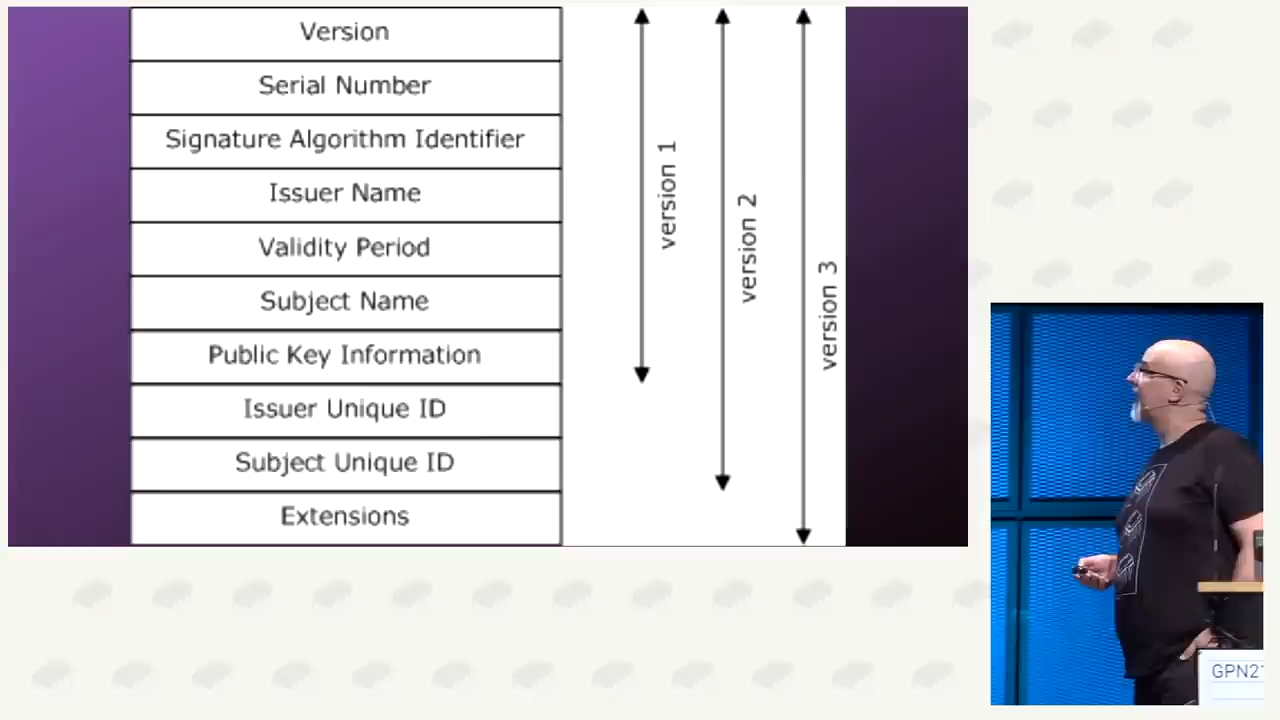 Version
Serial Number
Signature Algorithm Identifier
Issuer Name
Validity Period
Subject Name
Public Key Information
Issuer Unique ID
Subject Unique ID
Extensions
version 1
version 2
version 3
GPN21